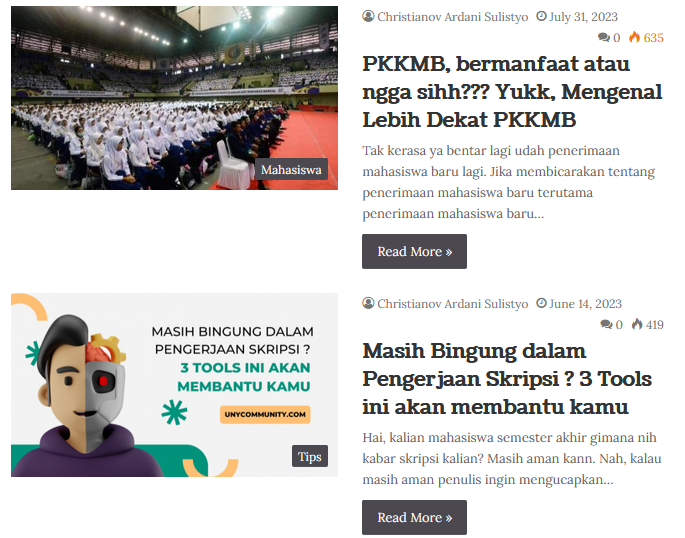 Christianov Ardani Sulistyo July 31, 2023
0 635
PKKMB, bermanfaat atau
ngga sihh??? Yukk, Mengenal
Lebih Dekat PKKMB
Tak kerasa ya bentar lagi udah penerimaan
mahasiswa baru lagi. Jika membicarakan tentang
penerimaan mahasiswa baru terutama
penerimaan mahasiswa baru...
Mahasiswa
Read More »
Christianov Ardani Sulistyo June 14, 2023
0 419
MASIH BINGUNG DALAM
PENGERJAAN SKRIPSI ?
3 TOOLS INI AKAN
MEMBANTU KAMU
UNYCOMMUNITY.COM
Tips
Masih Bingung dalam
Pengerjaan Skripsi ? 3 Tools
ini akan membantu kamu
Hai, kalian mahasiswa semester akhir gimana nih
kabar skripsi kalian? Masih aman kann. Nah, kalau
masih aman penulis ingin mengucapkan...
Read More »